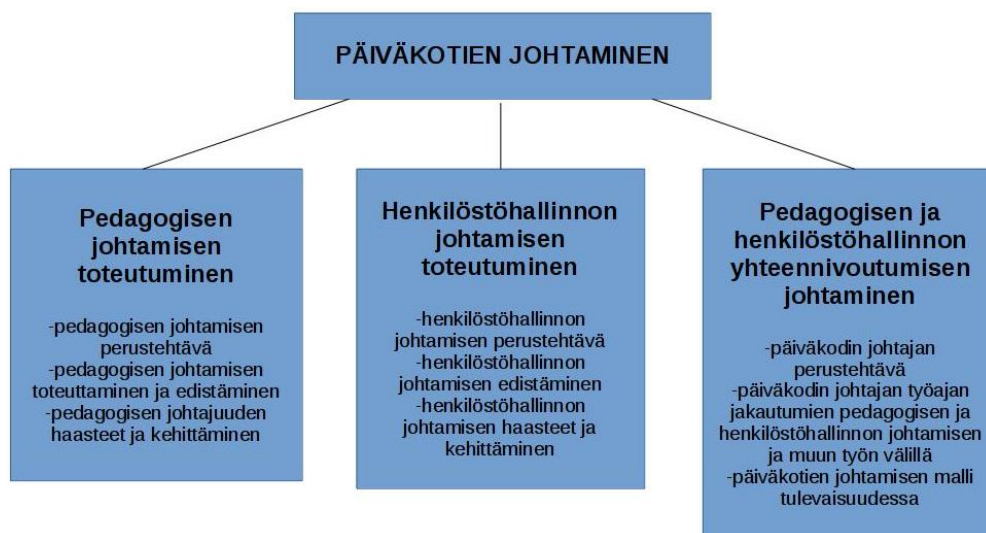 PÄIVÄKOTIEN JOHTAMINEN
Pedagogisen
johtamisen
toteutuminen
-pedagogisen johtamisen
perustehtävä
-pedagogisen johtamisen
toteuttaminen ja edistäminen
-pedagogisen johtajuuden
haasteet ja kehittäminen
Henkilöstöhallinnon
johtamisen
toteutuminen
-henkilöstöhallinnon
johtamisen perustehtävä
-henkilöstöhallinnon
johtamisen edistäminen
-henkilöstöhallinnon
johtamisen haasteet ja
kehittäminen
Pedagogisen ja
henkilöstöhallinnon
yhteennivoutumisen
johtaminen
-päiväkodin johtajan
perustehtävä
-päiväkodin johtajan työajan
jakautumien pedagogisen ja
henkilöstöhallinnon johtamisen
ja muun työn välillä
-päiväkotien johtamisen malli
tulevaisuudessa